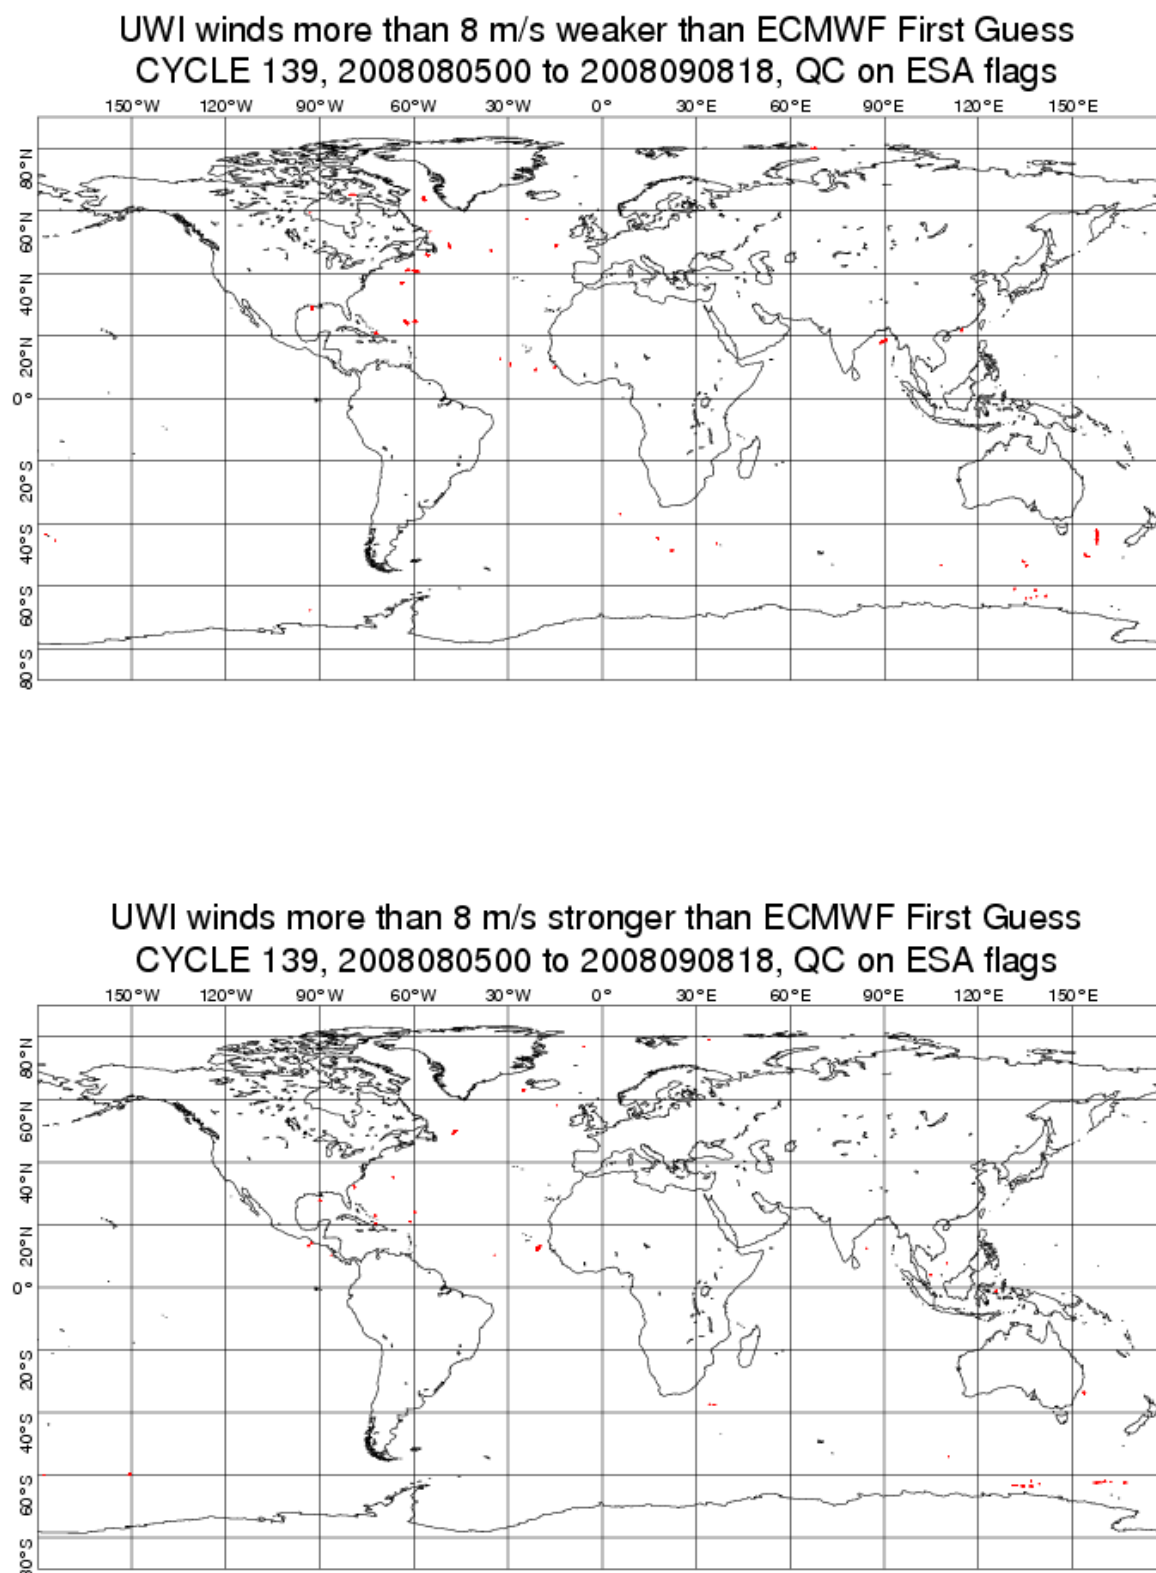 UWI winds more than 8 m/s weaker than ECMWF First Guess
CYCLE 139, 2008080500 to 2008090818, QC on ESA flags
150°W 120°W 90°W 60°W 30°W 0° 30°E 60°E 90°E 120°E 150°E
80°N
60°N
40°N
20°N
0°
20°S
40°S
60°S
80°S
UWI winds more than 8 m/s stronger than ECMWF First Guess
CYCLE 139, 2008080500 to 2008090818, QC on ESA flags
150°W 120°W 90°W 60°W 30°W 0° 30°E 60°E 90°E 120°E 150°E
80°N
60°N
40°N
20°N
0°
20°S
40°S
60°S